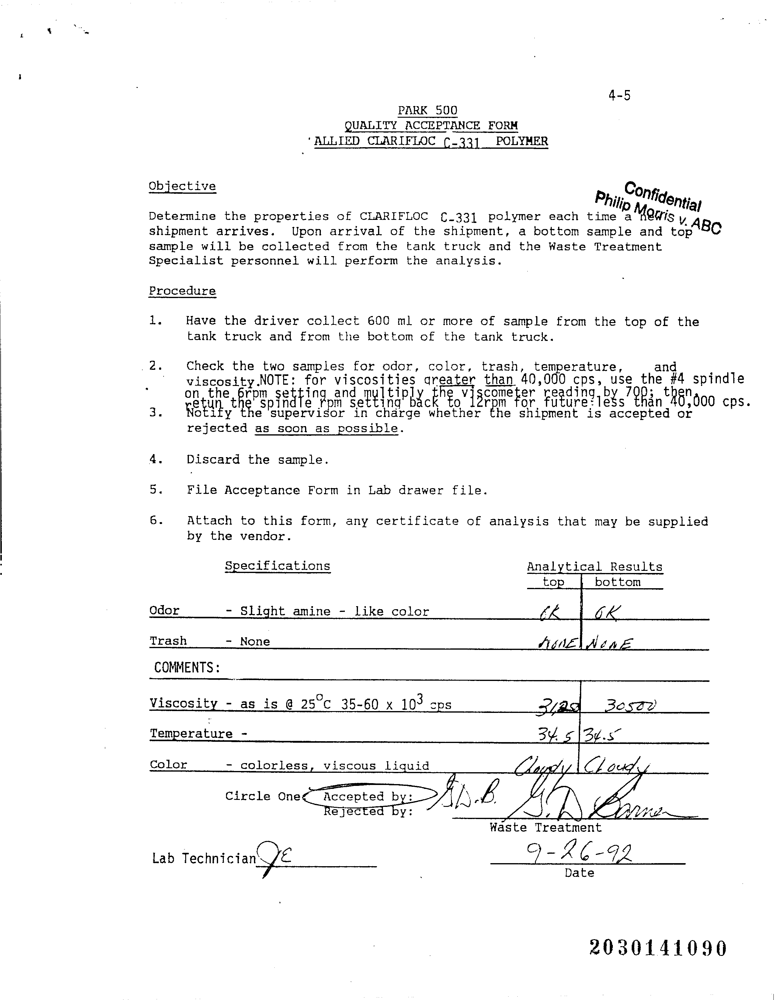 4-5
PARK 500
QUALITY ACCEPTANCE FORM
ALLIED CLARIFLOC C-331 POLYMER
Objective
Confidential
Philip Morris v. ABC
Determine the properties of CLARIFLOC C-331 polymer each time a new
shipment arrives. Upon arrival of the shipment, a bottom sample and top
sample will be collected from the tank truck and the Waste Treatment
Specialist personnel will perform the analysis.
Procedure
1. Have the driver collect 600 ml or more of sample from the top of the
tank truck and from the bottom of the tank truck.
2. Check the two samples for odor, color, trash, temperature, and
viscosity.NOTE: for viscosities greater than 40,000 cps, use the #4 spindle
on the 6rpm setting and multiply the viscometer reading by 700; then,
retun the spindle rpm setting back to 12rpm for future:less than 40,000 cps.
3. Notify the supervisor in charge whether the shipment is accepted or
rejected as soon as possible.
4. Discard the sample.
5. File Acceptance Form in Lab drawer file.
6. Attach to this form, any certificate of analysis that may be supplied
by the vendor.
Specifications Analytical Results
top bottom
Odor - Slight amine - like color OK OK
Trash - None NONE NONE
COMMENTS:
Viscosity - as is @ 25°C 35-60 x 10³ cps 30500
Temperature - 34.5 34.5
Color - colorless, viscous liquid Cloudy Cloudy
Circle One Accepted by:
Rejected by:
Waste Treatment
Lab Technician JE 9-26-92
Date
2030141090